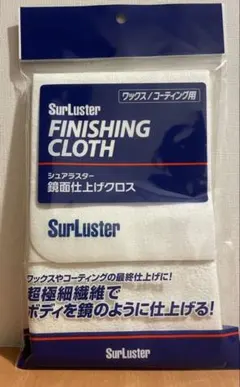 ワックス/コーティング用
SurLuster
FINISHING
CLOTH
シュアラスター
鏡面仕上げクロス
SurLuster
ワックスやコーティングの最終仕上げに!
超極細繊維で
ボディを鏡のように仕上げる!
SurLuster